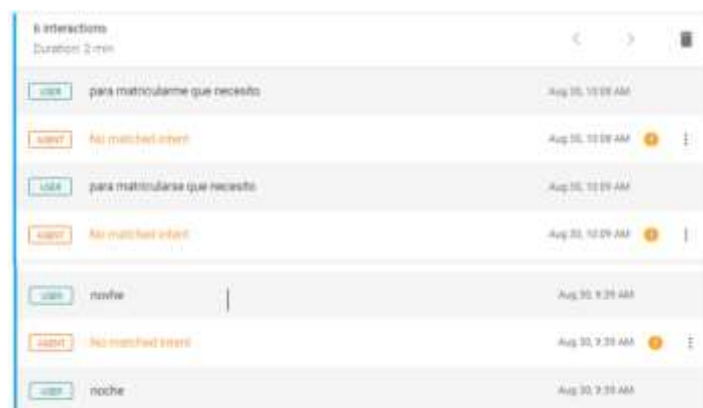 6 interactions
Duration: 2 min
USER para matricularme que necesito Aug 30, 10:08 AM
AGENT No matched intent Aug 30, 10:08 AM
USER para matricularse que necesito Aug 30, 10:09 AM
AGENT No matched intent Aug 30, 10:09 AM
USER Aug 30, 9:39 AM
AGENT No matched intent Aug 30, 9:39 AM
USER noche Aug 30, 9:39 AM